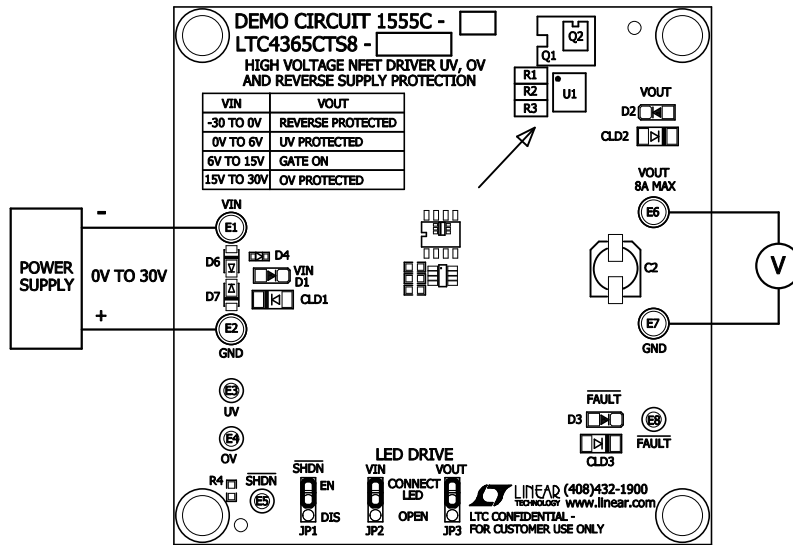 DEMO CIRCUIT 1555C -
LTC4365CTS8 -
HIGH VOLTAGE NFET DRIVER UV, OV
AND REVERSE SUPPLY PROTECTION
Q2
Q1
R1
R2
R3
U1
VIN VOUT
-30 TO 0V REVERSE PROTECTED
0V TO 6V UV PROTECTED
6V TO 15V GATE ON
15V TO 30V OV PROTECTED
VOUT
D2
CLD2
VOUT
8A MAX
E6
VIN
E1
-
POWER
SUPPLY
0V TO 30V
+
D6
D4
VIN
D1
D7
CLD1
E2
GND
C2
V
E7
GND
E3
UV
E4
OV
FAULT
D3
E8
FAULT
CLD3
R4
SHDN
E5
SHDN
EN
DIS
JP1
LED DRIVE
VIN
VOUT
CONNECT
LED
OPEN
JP2
JP3
LINEAR
TECHNOLOGY
(408)432-1900
www.linear.com
LTC CONFIDENTIAL -
FOR CUSTOMER USE ONLY